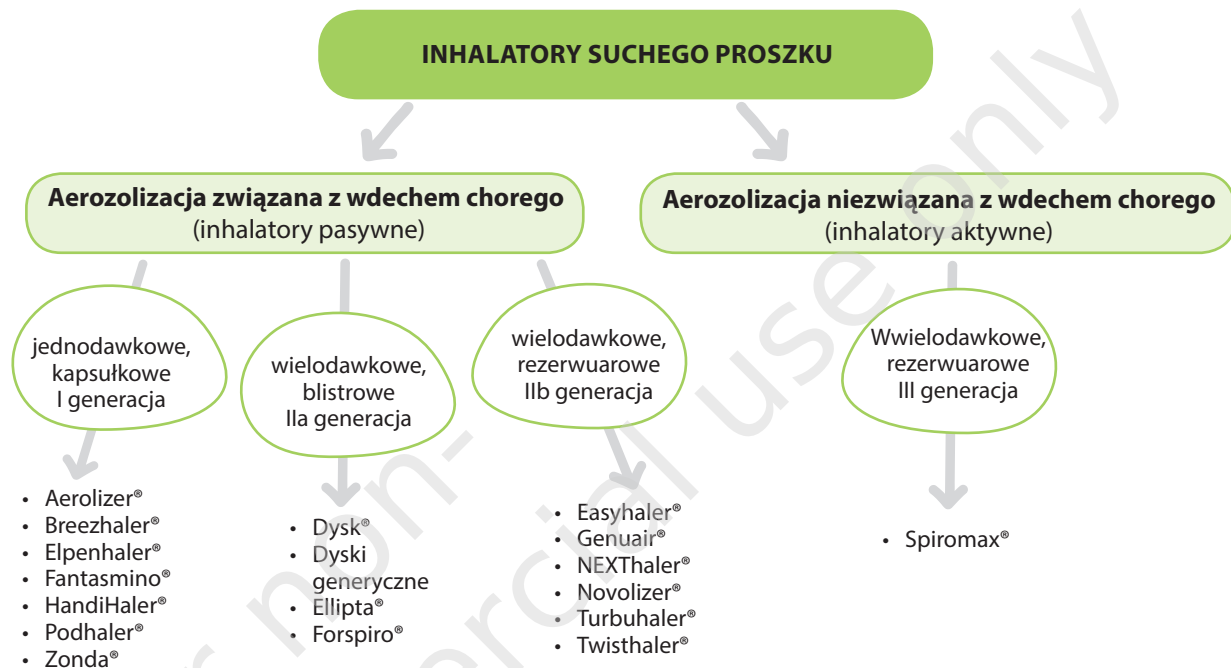 INHALATORY SUCHEGO PROSZKU
Aerozolizacja związana z wdechem chorego
(inhalatory pasywne)
Aerozolizacja niezwiązana z wdechem chorego
(inhalatory aktywne)
jednodawkowe,
kapsułkowe
I generacja
wielodawkowe,
blistrowe
IIa generacja
wielodawkowe,
rezerwuarowe
IIb generacja
Wwielodawkowe,
rezerwuarowe
III generacja
• Aerolizer®
• Breezhaler®
• Elpenhaler®
• Fantasmino®
• HandiHaler®
• Podhaler®
• Zonda®
• Dysk®
• Dyski
generyczne
• Ellipta®
• Forspiro®
• Easyhaler®
• Genuair®
• NEXThaler®
• Novolizer®
• Turbuhaler®
• Twisthaler®
• Spiromax®